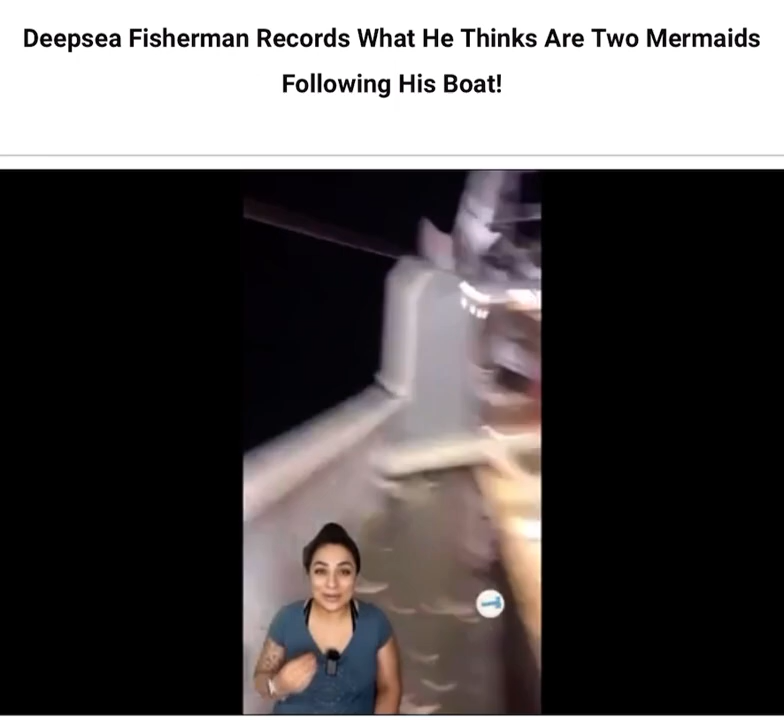 Deepsea Fisherman Records What He Thinks Are Two Mermaids
Following His Boat!